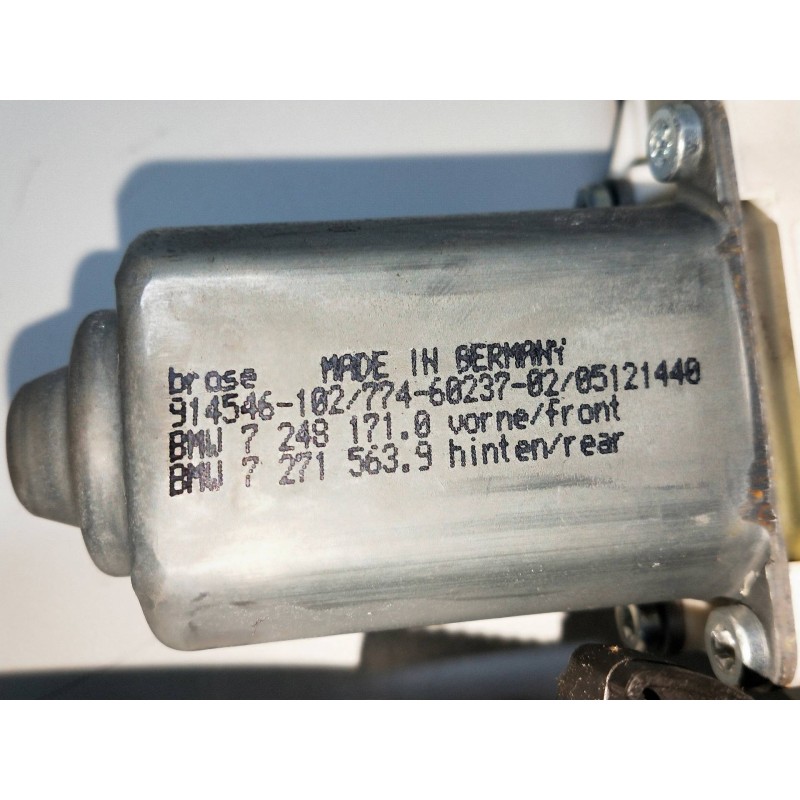 brose MADE IN GERMANY
914546-102/774-60237-02/05121440
BMW 7 248 171.0 vorne/front
BMW 7 271 563.9 hinten/rear